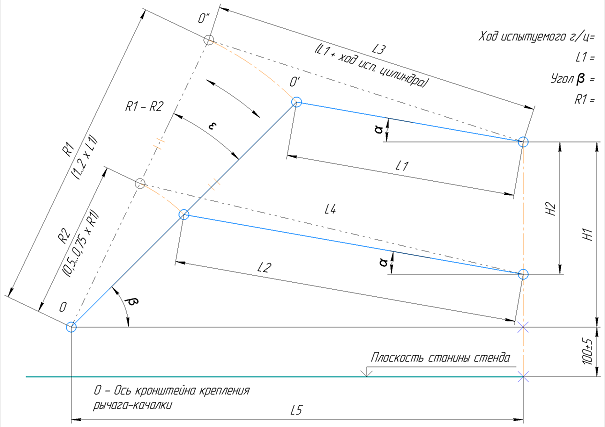 O"
L3
(L1 + ход исп. цилиндра)
Ход испытуемого г/ц=
L1 =
Угол β =
R1 =
O'
R1 – R2
ε
α
R1
(1..2 x L1)
L1
H2
H1
R2
(0,5...0,75 x R1)
L4
α
L2
O
β
100±5
Плоскость станины стенда
O – Ось кронштейна крепления
рычага-качалки
L5